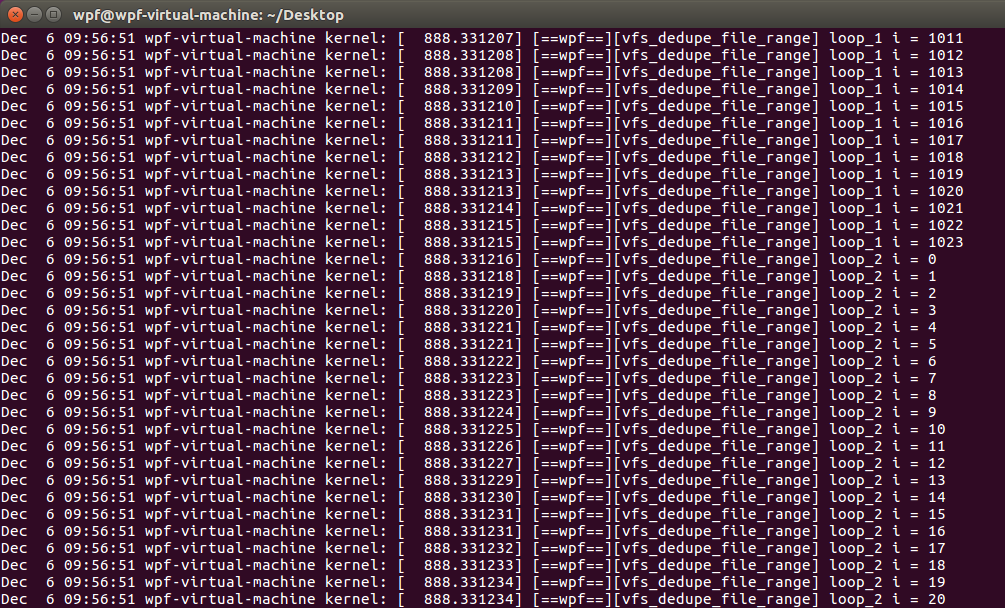 wpf@wpf-virtual-machine: ~/Desktop
Dec  6 09:56:51 wpf-virtual-machine kernel: [  888.331207] [==wpf==][vfs_dedupe_file_range] loop_1 i = 1011
Dec  6 09:56:51 wpf-virtual-machine kernel: [  888.331208] [==wpf==][vfs_dedupe_file_range] loop_1 i = 1012
Dec  6 09:56:51 wpf-virtual-machine kernel: [  888.331208] [==wpf==][vfs_dedupe_file_range] loop_1 i = 1013
Dec  6 09:56:51 wpf-virtual-machine kernel: [  888.331209] [==wpf==][vfs_dedupe_file_range] loop_1 i = 1014
Dec  6 09:56:51 wpf-virtual-machine kernel: [  888.331210] [==wpf==][vfs_dedupe_file_range] loop_1 i = 1015
Dec  6 09:56:51 wpf-virtual-machine kernel: [  888.331211] [==wpf==][vfs_dedupe_file_range] loop_1 i = 1016
Dec  6 09:56:51 wpf-virtual-machine kernel: [  888.331211] [==wpf==][vfs_dedupe_file_range] loop_1 i = 1017
Dec  6 09:56:51 wpf-virtual-machine kernel: [  888.331212] [==wpf==][vfs_dedupe_file_range] loop_1 i = 1018
Dec  6 09:56:51 wpf-virtual-machine kernel: [  888.331213] [==wpf==][vfs_dedupe_file_range] loop_1 i = 1019
Dec  6 09:56:51 wpf-virtual-machine kernel: [  888.331213] [==wpf==][vfs_dedupe_file_range] loop_1 i = 1020
Dec  6 09:56:51 wpf-virtual-machine kernel: [  888.331214] [==wpf==][vfs_dedupe_file_range] loop_1 i = 1021
Dec  6 09:56:51 wpf-virtual-machine kernel: [  888.331215] [==wpf==][vfs_dedupe_file_range] loop_1 i = 1022
Dec  6 09:56:51 wpf-virtual-machine kernel: [  888.331215] [==wpf==][vfs_dedupe_file_range] loop_1 i = 1023
Dec  6 09:56:51 wpf-virtual-machine kernel: [  888.331216] [==wpf==][vfs_dedupe_file_range] loop_2 i = 0
Dec  6 09:56:51 wpf-virtual-machine kernel: [  888.331218] [==wpf==][vfs_dedupe_file_range] loop_2 i = 1
Dec  6 09:56:51 wpf-virtual-machine kernel: [  888.331219] [==wpf==][vfs_dedupe_file_range] loop_2 i = 2
Dec  6 09:56:51 wpf-virtual-machine kernel: [  888.331220] [==wpf==][vfs_dedupe_file_range] loop_2 i = 3
Dec  6 09:56:51 wpf-virtual-machine kernel: [  888.331221] [==wpf==][vfs_dedupe_file_range] loop_2 i = 4
Dec  6 09:56:51 wpf-virtual-machine kernel: [  888.331221] [==wpf==][vfs_dedupe_file_range] loop_2 i = 5
Dec  6 09:56:51 wpf-virtual-machine kernel: [  888.331222] [==wpf==][vfs_dedupe_file_range] loop_2 i = 6
Dec  6 09:56:51 wpf-virtual-machine kernel: [  888.331223] [==wpf==][vfs_dedupe_file_range] loop_2 i = 7
Dec  6 09:56:51 wpf-virtual-machine kernel: [  888.331223] [==wpf==][vfs_dedupe_file_range] loop_2 i = 8
Dec  6 09:56:51 wpf-virtual-machine kernel: [  888.331224] [==wpf==][vfs_dedupe_file_range] loop_2 i = 9
Dec  6 09:56:51 wpf-virtual-machine kernel: [  888.331225] [==wpf==][vfs_dedupe_file_range] loop_2 i = 10
Dec  6 09:56:51 wpf-virtual-machine kernel: [  888.331226] [==wpf==][vfs_dedupe_file_range] loop_2 i = 11
Dec  6 09:56:51 wpf-virtual-machine kernel: [  888.331227] [==wpf==][vfs_dedupe_file_range] loop_2 i = 12
Dec  6 09:56:51 wpf-virtual-machine kernel: [  888.331229] [==wpf==][vfs_dedupe_file_range] loop_2 i = 13
Dec  6 09:56:51 wpf-virtual-machine kernel: [  888.331230] [==wpf==][vfs_dedupe_file_range] loop_2 i = 14
Dec  6 09:56:51 wpf-virtual-machine kernel: [  888.331231] [==wpf==][vfs_dedupe_file_range] loop_2 i = 15
Dec  6 09:56:51 wpf-virtual-machine kernel: [  888.331231] [==wpf==][vfs_dedupe_file_range] loop_2 i = 16
Dec  6 09:56:51 wpf-virtual-machine kernel: [  888.331232] [==wpf==][vfs_dedupe_file_range] loop_2 i = 17
Dec  6 09:56:51 wpf-virtual-machine kernel: [  888.331233] [==wpf==][vfs_dedupe_file_range] loop_2 i = 18
Dec  6 09:56:51 wpf-virtual-machine kernel: [  888.331234] [==wpf==][vfs_dedupe_file_range] loop_2 i = 19
Dec  6 09:56:51 wpf-virtual-machine kernel: [  888.331234] [==wpf==][vfs_dedupe_file_range] loop_2 i = 20